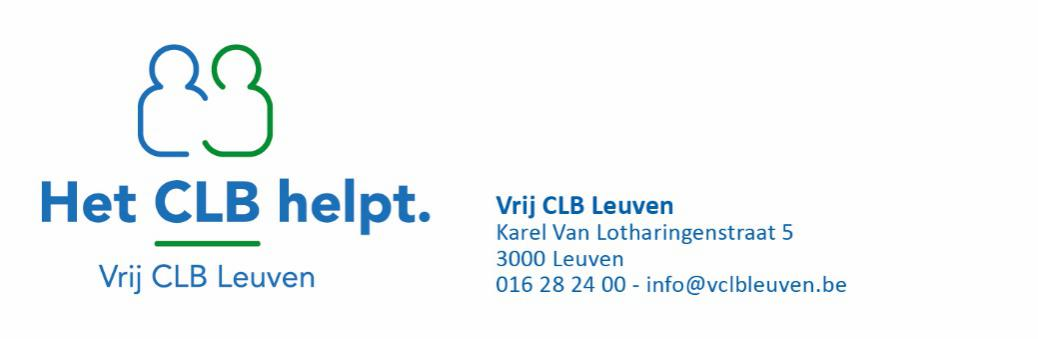 Het CLB helpt.
Vrij CLB Leuven
Vrij CLB Leuven
Karel Van Lotharingenstraat 5
3000 Leuven
016 28 24 00 - info@vclbleuven.be